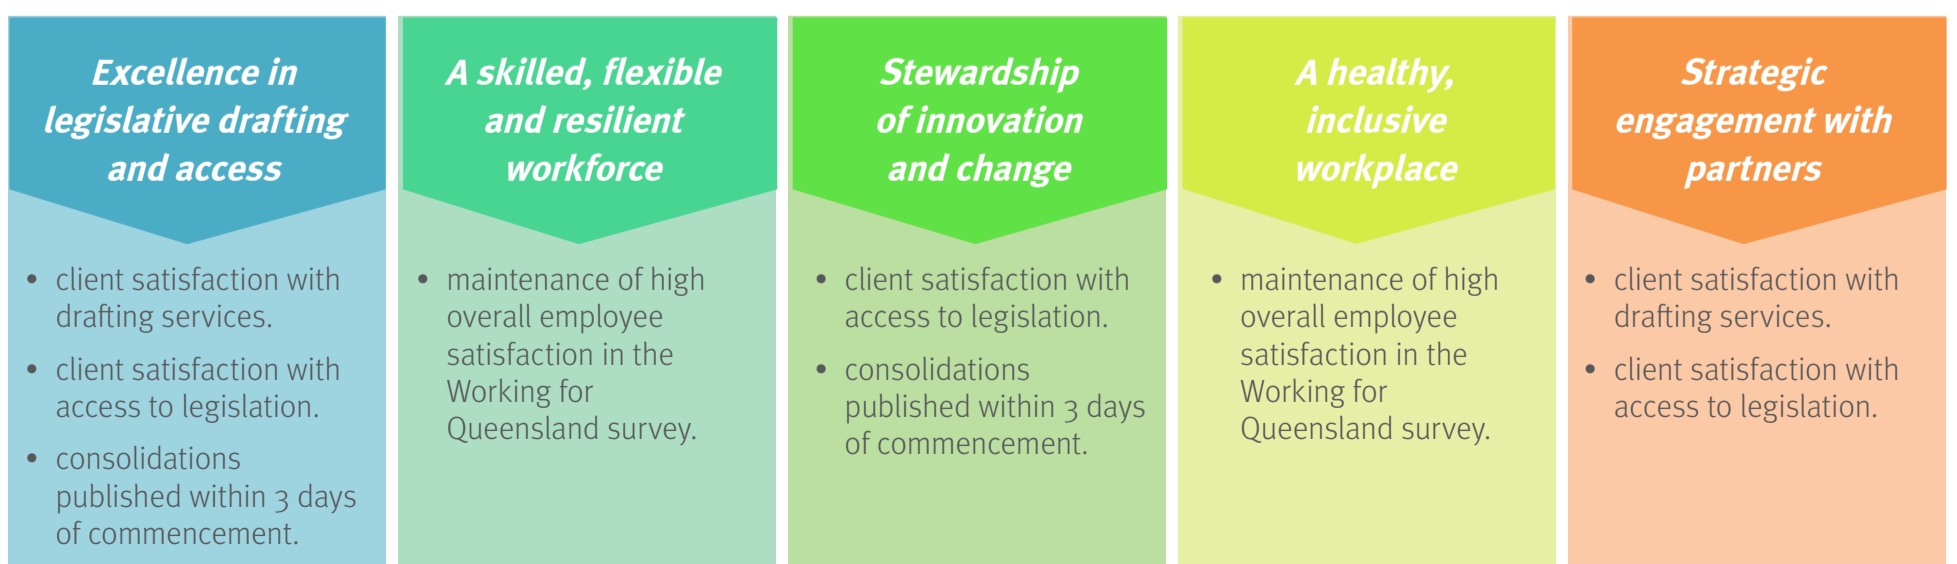 Excellence in
legislative drafting
and access
• client satisfaction with
drafting services.
• client satisfaction with
access to legislation.
• consolidations
published within 3 days
of commencement.
A skilled, flexible
and resilient
workforce
• maintenance of high
overall employee
satisfaction in the
Working for
Queensland survey.
Stewardship
of innovation
and change
• client satisfaction with
access to legislation.
• consolidations
published within 3 days
of commencement.
A healthy,
inclusive
workplace
• maintenance of high
overall employee
satisfaction in the
Working for
Queensland survey.
Strategic
engagement with
partners
• client satisfaction with
drafting services.
• client satisfaction with
access to legislation.